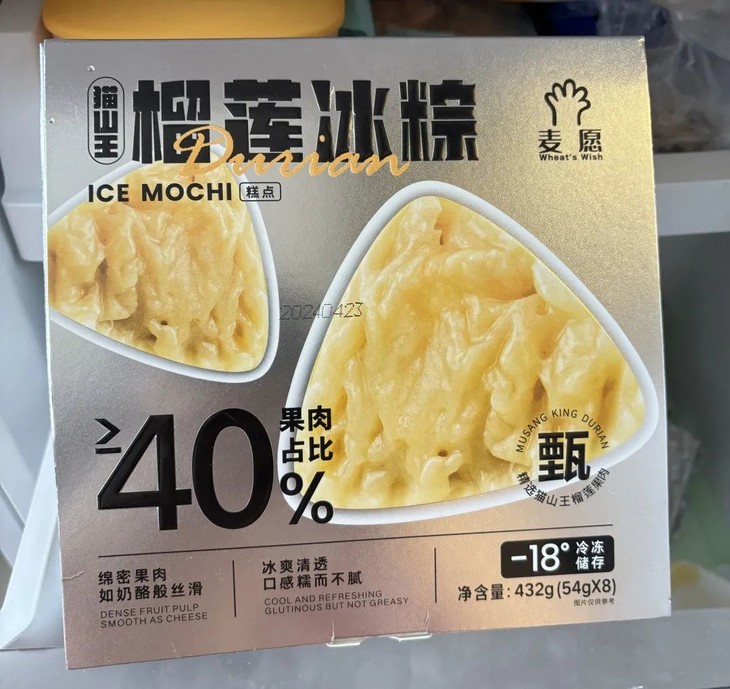 猫山王
榴莲冰粽
Durian
ICE MOCHI 糕点
麦愿
Wheat's Wish
20240423
≥40%
果肉
占比
MUSANG KING DURIAN
甄
精选猫山王榴莲果肉
-18° 冷冻
储存
净含量: 432g(54gX8)
图片仅供参考
绵密果肉
如奶酪般丝滑
DENSE FRUIT PULP
SMOOTH AS CHEESE
冰爽清透
口感糯而不腻
COOL AND REFRESHING
GLUTINOUS BUT NOT GREASY